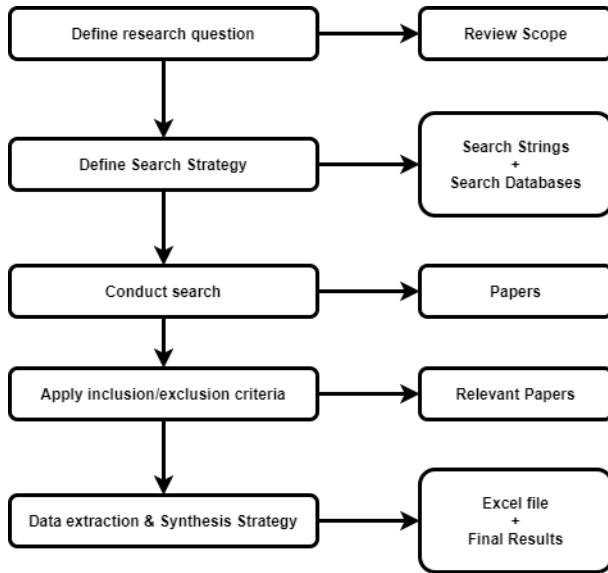 Define research question
Review Scope
Define Search Strategy
Search Strings
+
Search Databases
Conduct search
Papers
Apply inclusion/exclusion criteria
Relevant Papers
Data extraction & Synthesis Strategy
Excel file
+
Final Results